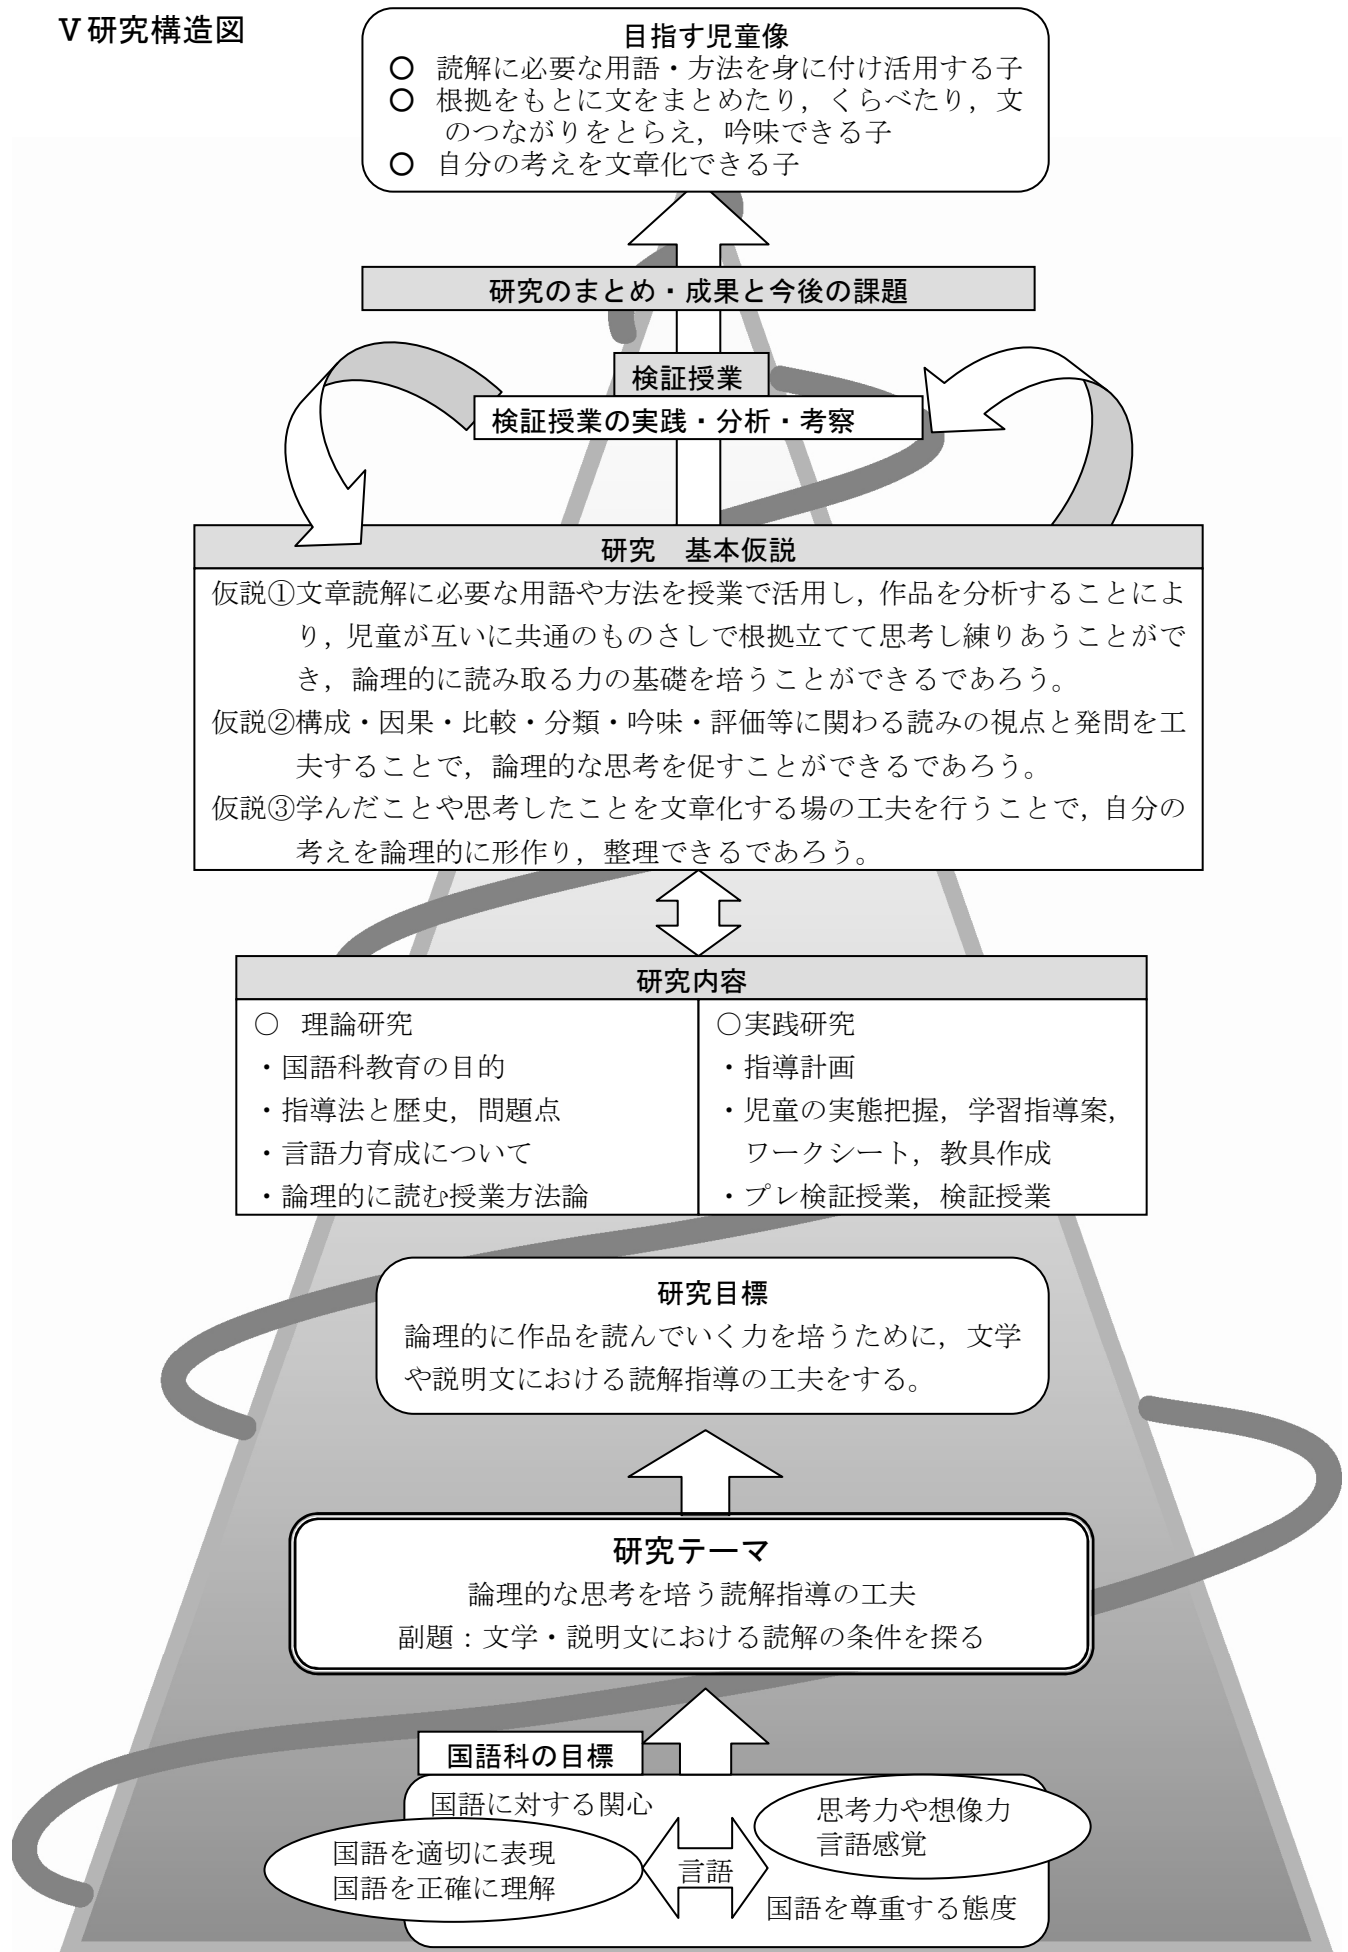 Ⅴ研究構造図
目指す児童像
○ 読解に必要な用語・方法を身に付け活用する子
○ 根拠をもとに文をまとめたり，くらべたり，文
のつながりをとらえ，吟味できる子
○ 自分の考えを文章化できる子
研究のまとめ・成果と今後の課題
検証授業
検証授業の実践・分析・考察
研究　基本仮説
仮説①文章読解に必要な用語や方法を授業で活用し，作品を分析することによ
り，児童が互いに共通のものさしで根拠立てて思考し練りあうことがで
き，論理的に読み取る力の基礎を培うことができるであろう。
仮説②構成・因果・比較・分類・吟味・評価等に関わる読みの視点と発問を工
夫することで，論理的な思考を促すことができるであろう。
仮説③学んだことや思考したことを文章化する場の工夫を行うことで，自分の
考えを論理的に形作り，整理できるであろう。
研究内容
○ 理論研究
・国語科教育の目的
・指導法と歴史，問題点
・言語力育成について
・論理的に読む授業方法論
○実践研究
・指導計画
・児童の実態把握，学習指導案，
ワークシート，教具作成
・プレ検証授業，検証授業
研究目標
論理的に作品を読んでいく力を培うために，文学
や説明文における読解指導の工夫をする。
研究テーマ
論理的な思考を培う読解指導の工夫
副題：文学・説明文における読解の条件を探る
国語科の目標
国語に対する関心
国語を適切に表現
国語を正確に理解
言語
思考力や想像力
言語感覚
国語を尊重する態度